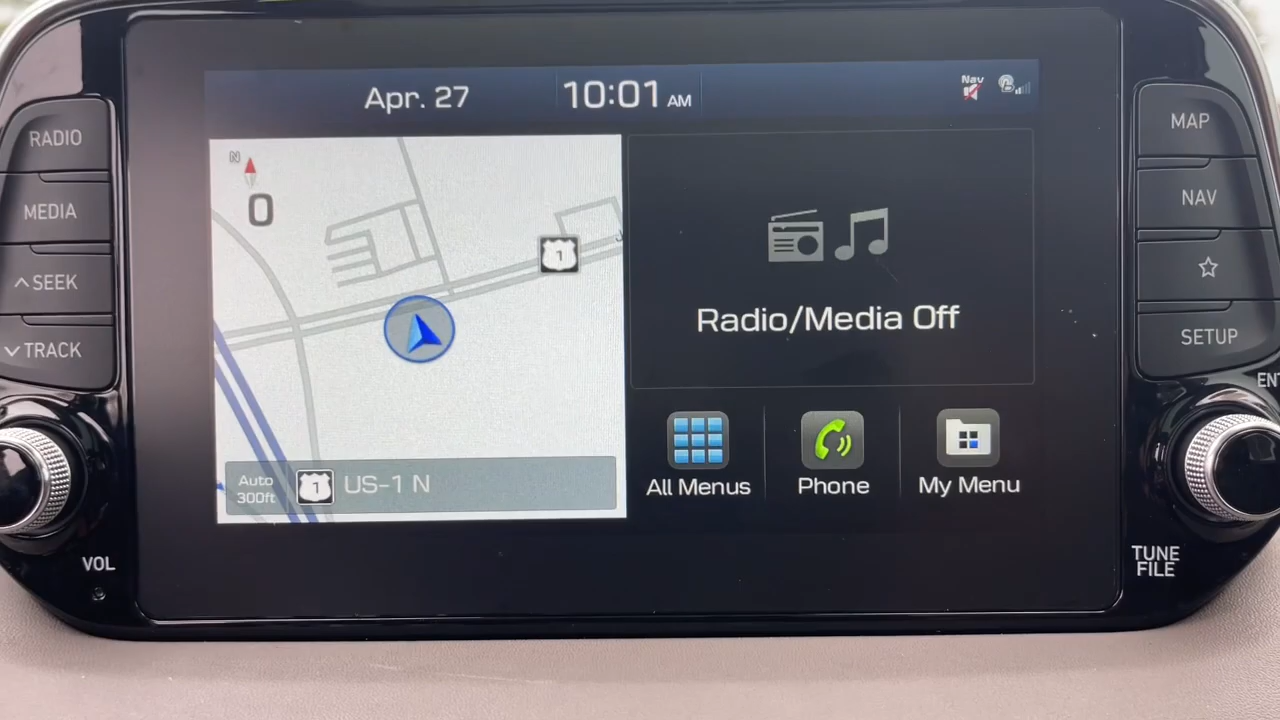 Apr. 27
10:01 AM
Nav
N
0
1
Auto
300ft
1
US-1 N
Radio/Media Off
All Menus
Phone
My Menu
RADIO
MEDIA
SEEK
TRACK
VOL
MAP
NAV
SETUP
ENT
TUNE
FILE